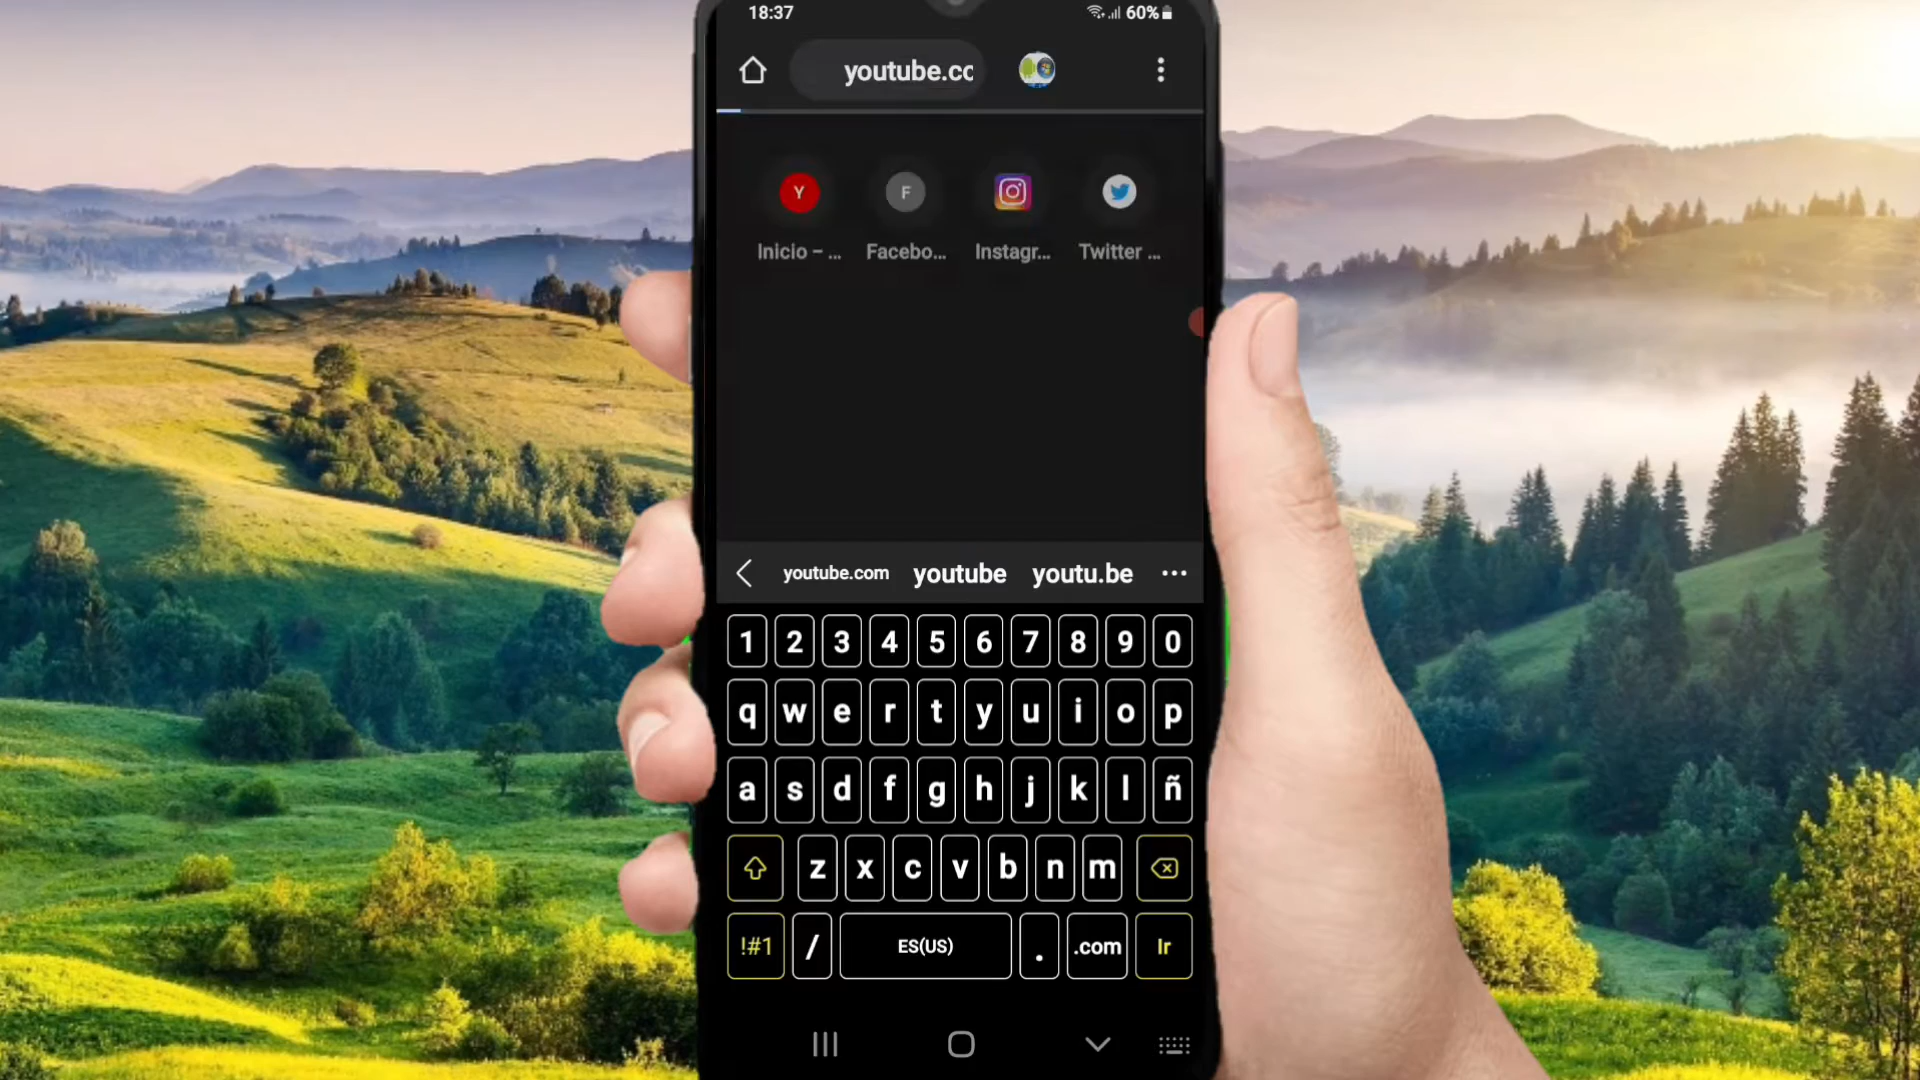 18:37 60%
youtube.cc
Y F
Inicio – ... Facebo... Instagr... Twitter ...
youtube.com youtube youtu.be ...
1 2 3 4 5 6 7 8 9 0
q w e r t y u i o p
a s d f g h j k l ñ
z x c v b n m
!#1 / ES(US) . .com Ir